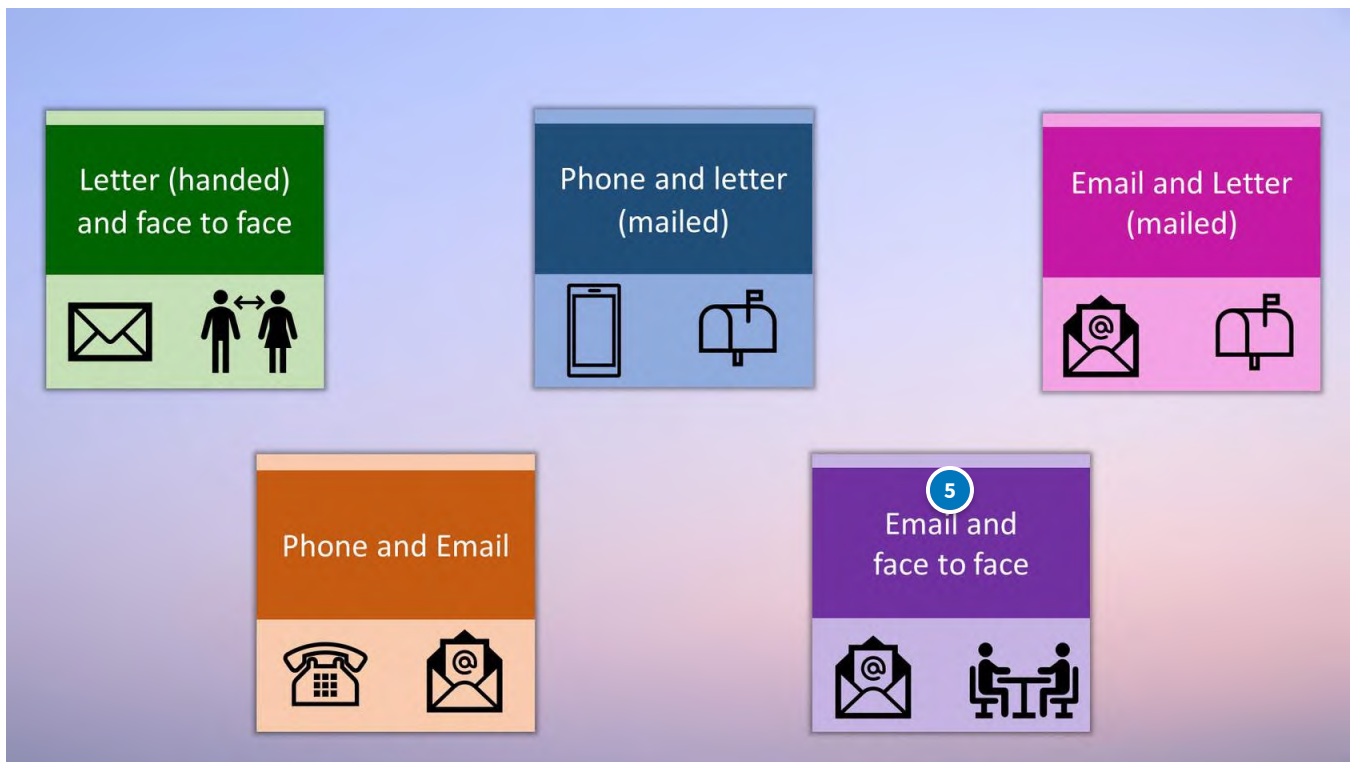 Letter (handed)
and face to face
Phone and letter
(mailed)
Email and Letter
(mailed)
@
Phone and Email
@
5
Email and
face to face
@